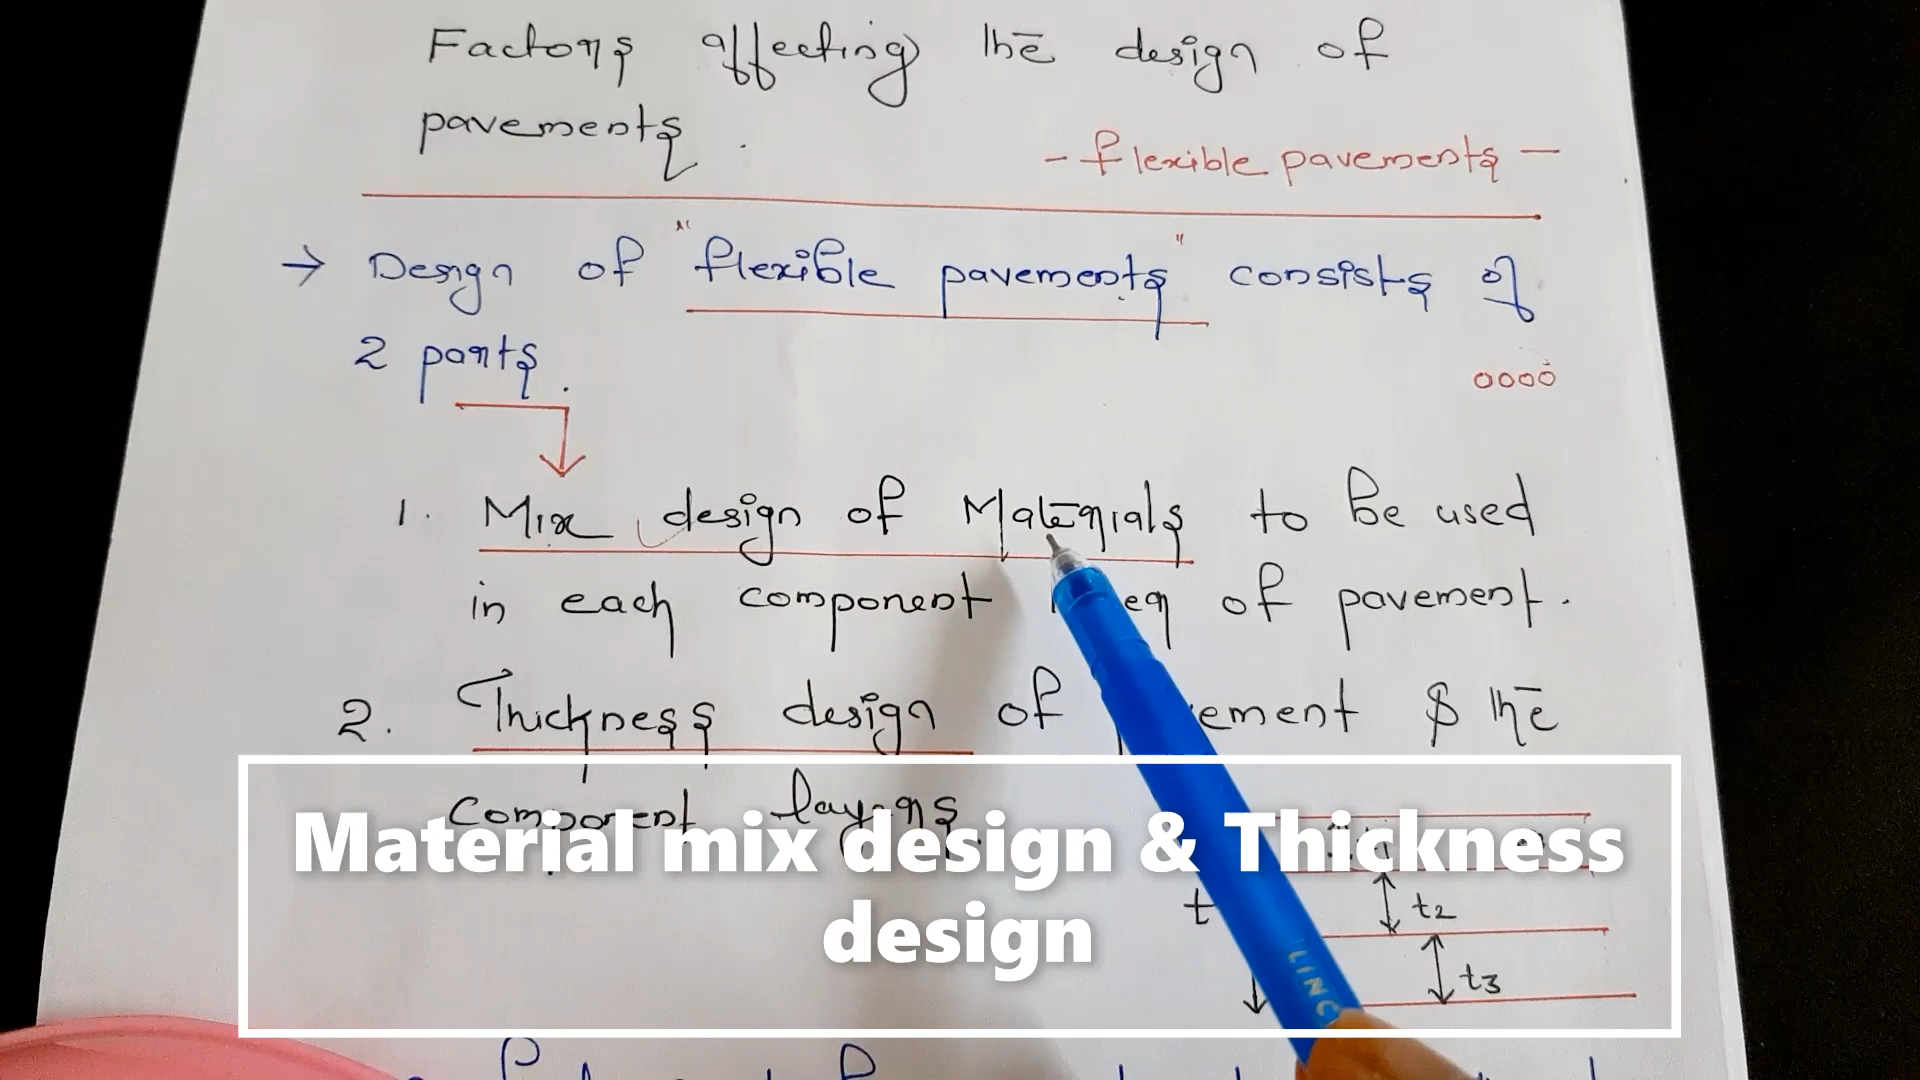 Factors affecting the design of
pavements.
- flexible pavements -
→ Design of "flexible pavements" consists of
2 parts.
0000
1. Mix design of Materials to be used
in each component of pavement.
2. Thickness design of & the
component layers
Material mix design & Thickness
design
t
t2
t3
LINC